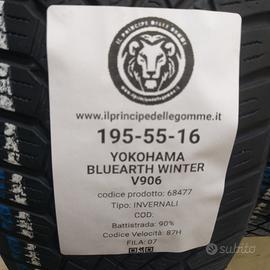 IL PRINCIPE DELLE GOMME
www.ilprincipedellegomme.it
195-55-16
YOKOHAMA
BLUEARTH WINTER
V906
codice prodotto: 68477
Tipo: INVERNALI
COD.
Battistrada: 90%
Codice Velocità: 87H
FILA: 07
subito